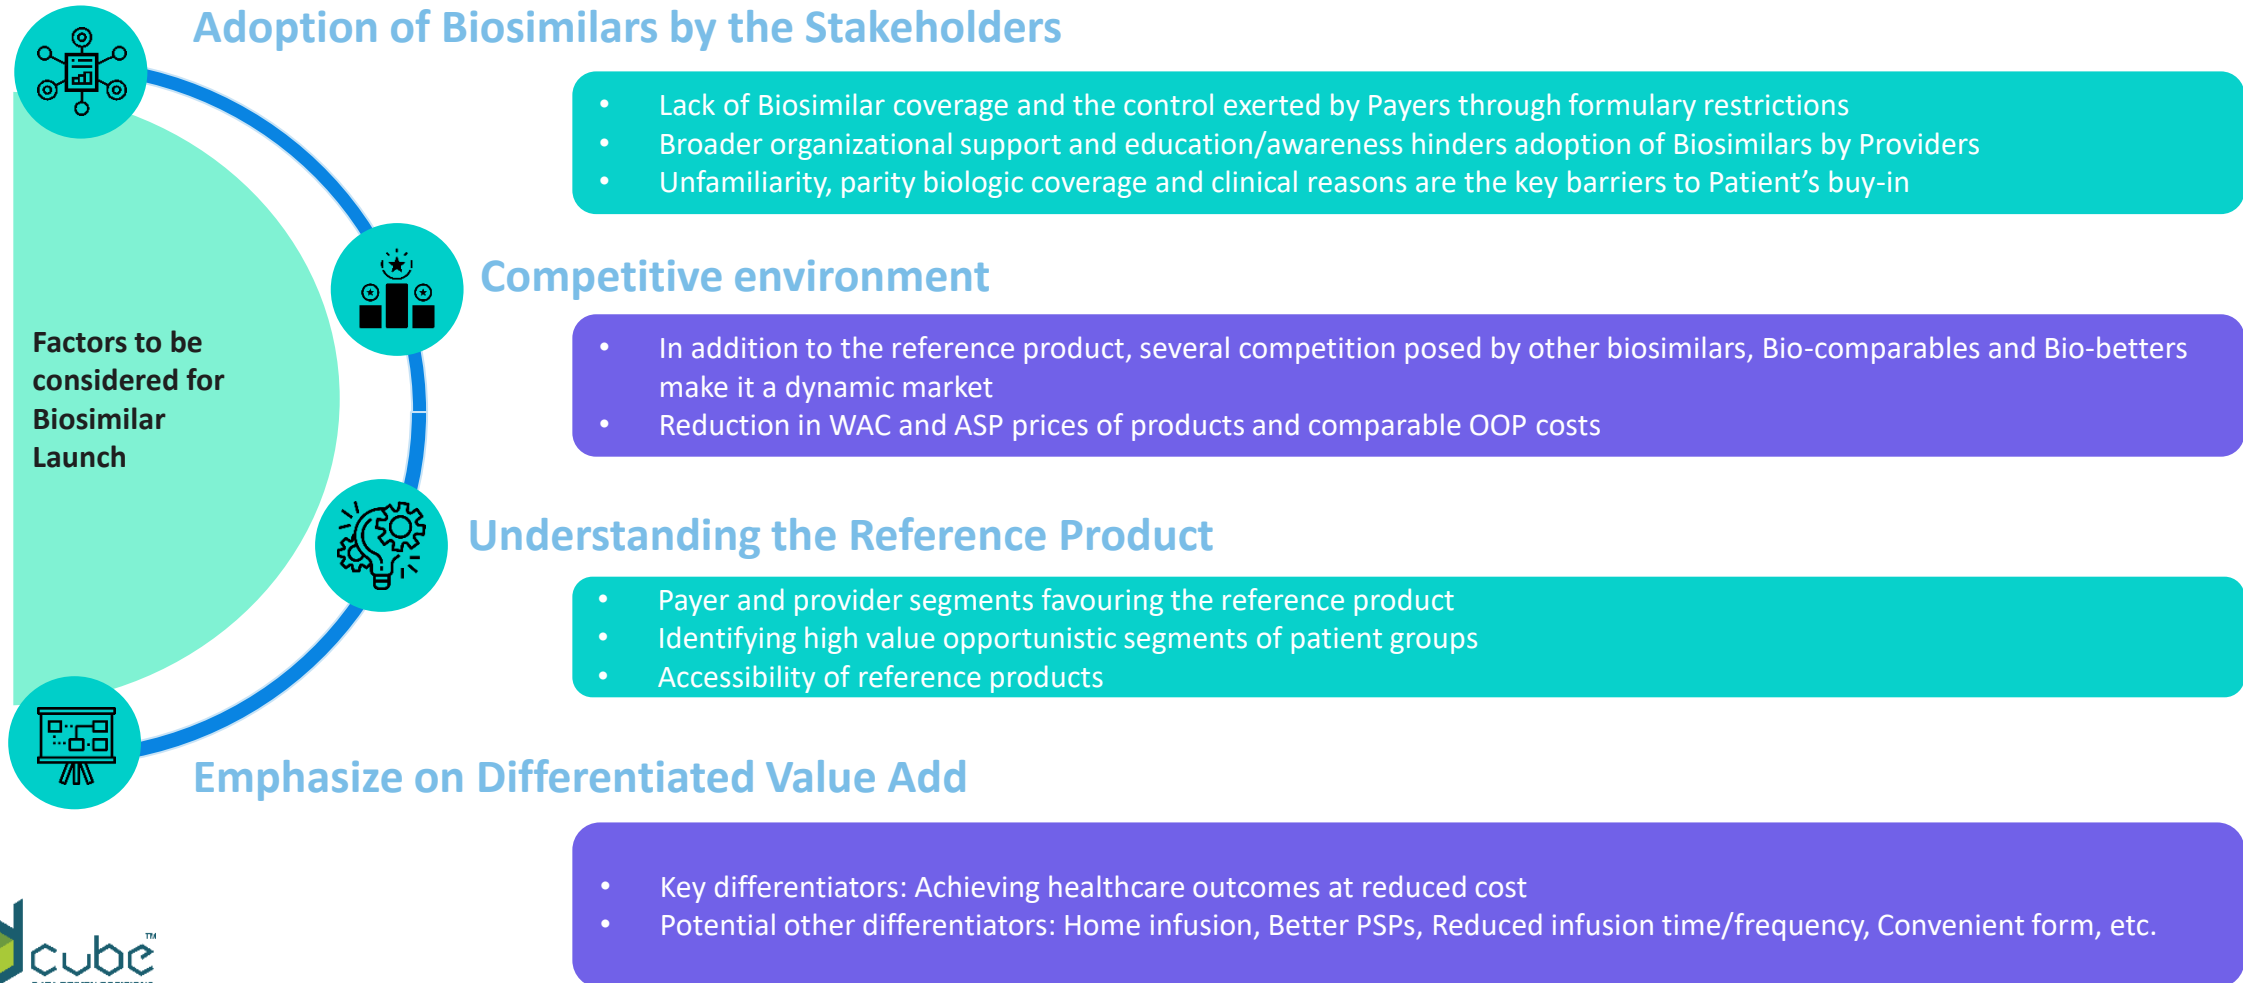 Adoption of Biosimilars by the Stakeholders
• Lack of Biosimilar coverage and the control exerted by Payers through formulary restrictions
• Broader organizational support and education/awareness hinders adoption of Biosimilars by Providers
• Unfamiliarity, parity biologic coverage and clinical reasons are the key barriers to Patient’s buy-in
Competitive environment
• In addition to the reference product, several competition posed by other biosimilars, Bio-comparables and Bio-betters
make it a dynamic market
• Reduction in WAC and ASP prices of products and comparable OOP costs
Factors to be
considered for
Biosimilar
Launch
Understanding the Reference Product
• Payer and provider segments favouring the reference product
• Identifying high value opportunistic segments of patient groups
• Accessibility of reference products
Emphasize on Differentiated Value Add
• Key differentiators: Achieving healthcare outcomes at reduced cost
• Potential other differentiators: Home infusion, Better PSPs, Reduced infusion time/frequency, Convenient form, etc.
cube™